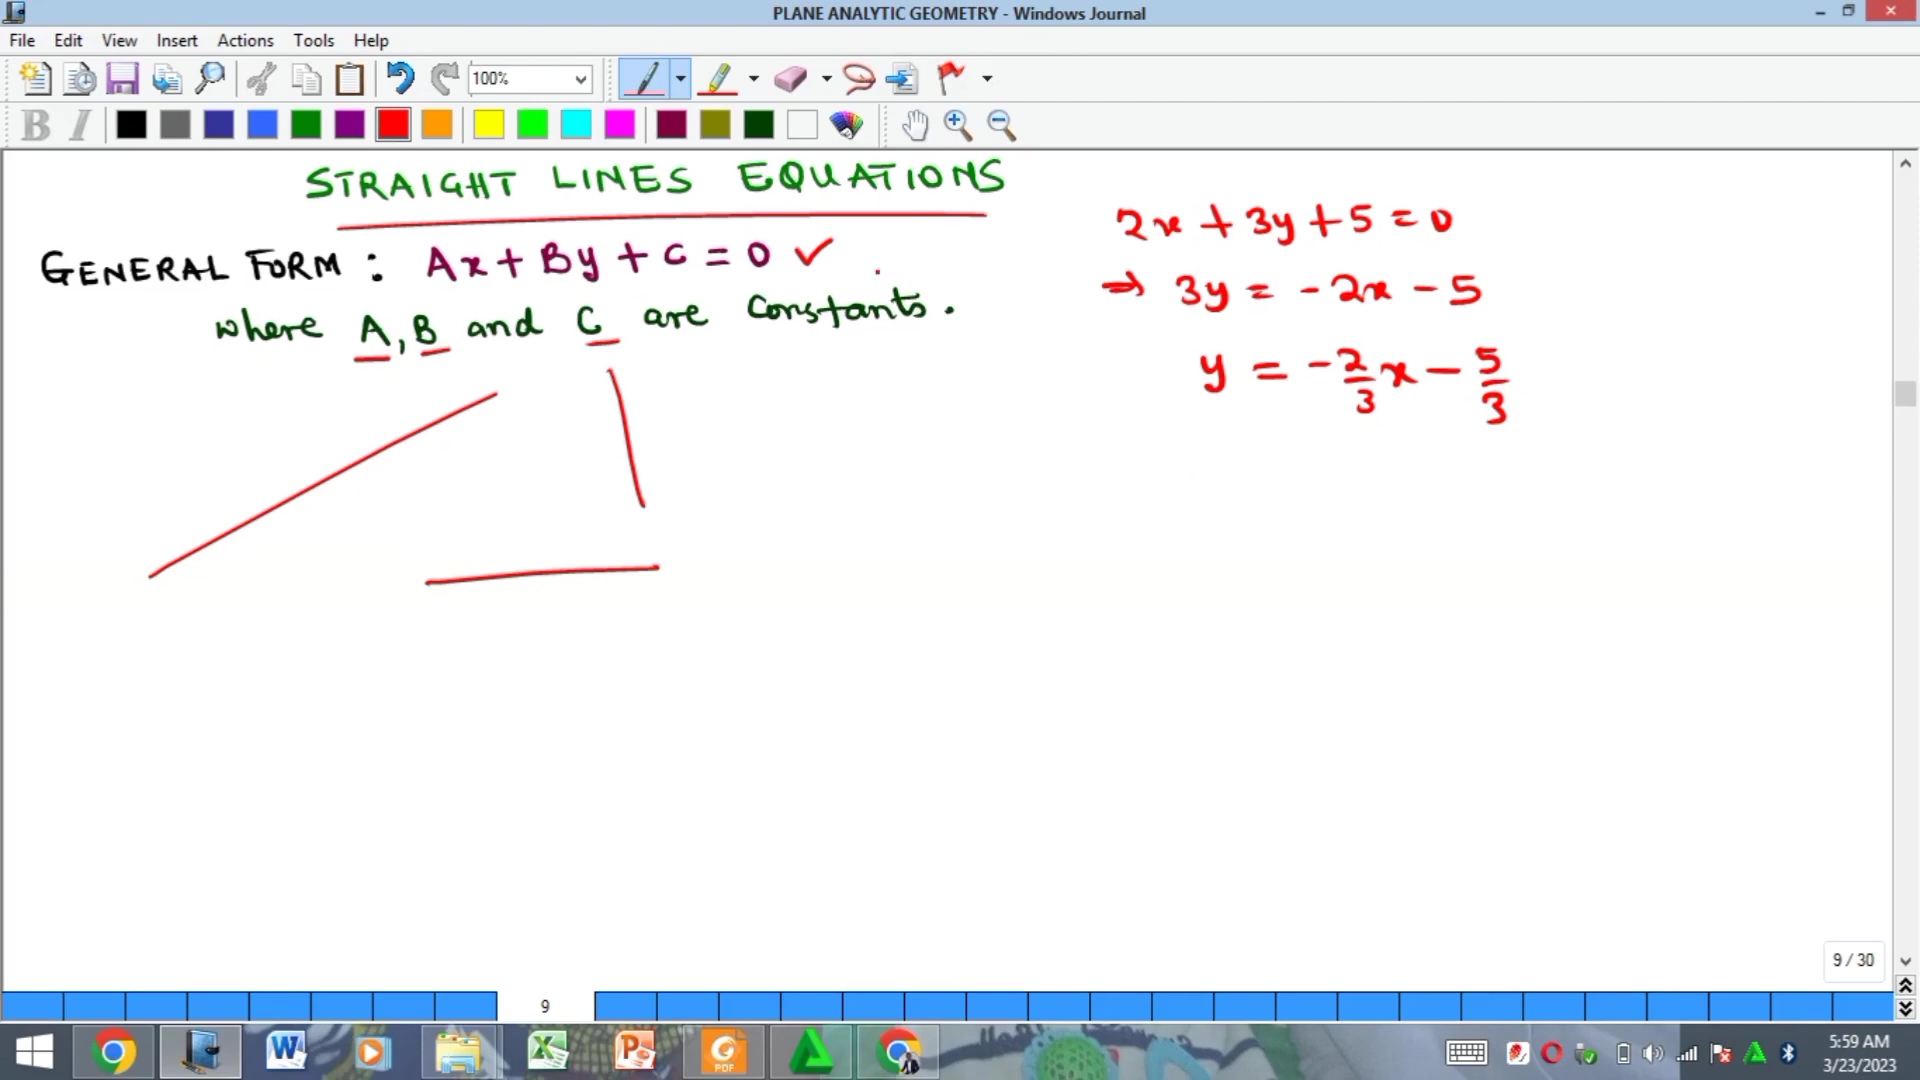 PLANE ANALYTIC GEOMETRY - Windows Journal
File Edit View Insert Actions Tools Help
100%
B I
STRAIGHT LINES EQUATIONS
GENERAL FORM : Ax + By + C = 0 ✓
where A, B and C are constants.
2x + 3y + 5 = 0
⇒ 3y = -2x - 5
y = -2/3 x - 5/3
9 / 30
9
5:59 AM
3/23/2023